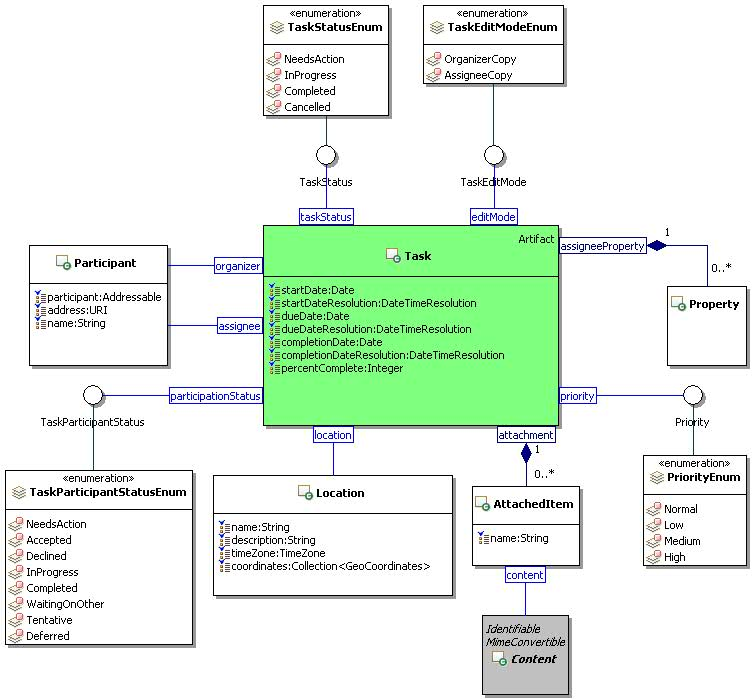 «enumeration»
TaskStatusEnum
NeedsAction
InProgress
Completed
Cancelled
«enumeration»
TaskEditModeEnum
OrganizerCopy
AssigneeCopy
TaskStatus
TaskEditMode
taskStatus
editMode
Artifact
Task
startDate:Date
startDateResolution:DateTimeResolution
dueDate:Date
dueDateResolution:DateTimeResolution
completionDate:Date
completionDateResolution:DateTimeResolution
percentComplete:Integer
assigneeProperty
1
0..*
Property
Participant
participant:Addressable
address:URI
name:String
organizer
assignee
participationStatus
TaskParticipantStatus
priority
Priority
location
attachment
1
0..*
«enumeration»
TaskParticipantStatusEnum
NeedsAction
Accepted
Declined
InProgress
Completed
WaitingOnOther
Tentative
Deferred
Location
name:String
description:String
timeZone:TimeZone
coordinates:Collection<GeoCoordinates>
AttachedItem
name:String
«enumeration»
PriorityEnum
Normal
Low
Medium
High
content
Identifiable
MimeConvertible
Content